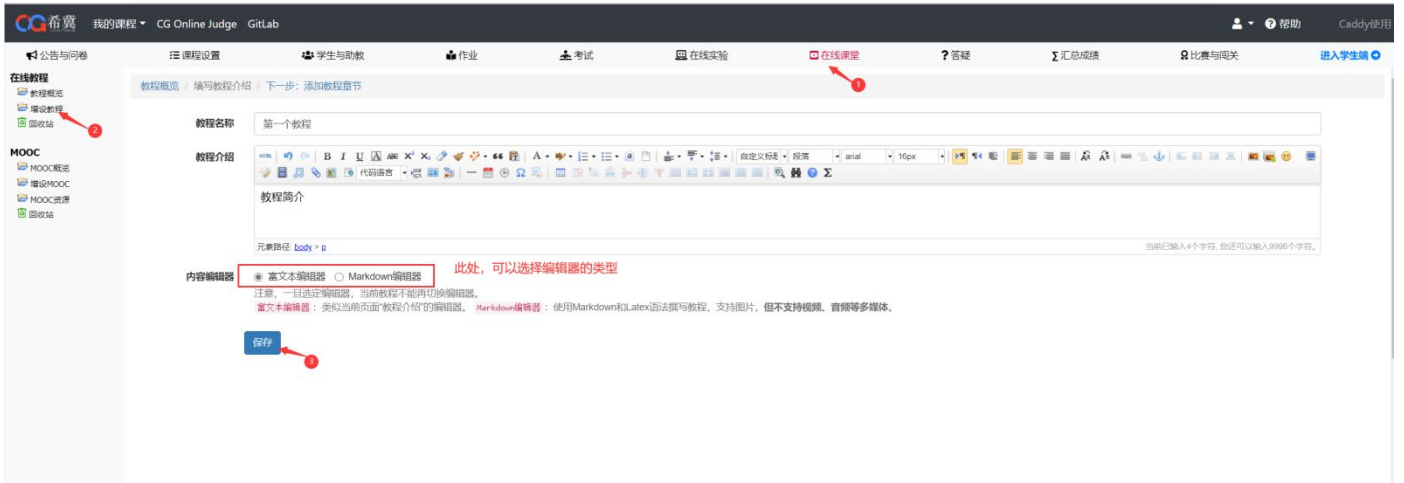 CG希冀 我的课程 CG Online Judge GitLab 帮助 Caddy使用
公告与问卷 课程设置 学生与助教 作业 考试 在线实验 在线课堂 答疑 汇总成绩 比赛与闯关 进入学生端
1
在线教程
教程概览
增设教程
回收站
2
MOOC
MOOC概览
增设MOOC
MOOC资源
回收站
教程概览 / 填写教程介绍 / 下一步：添加教程章节
教程名称 第一个教程
教程介绍
HTML B I U A ABC X² X₂ 自定义标题 段落 arial 16px
代码语言 Ω Σ
教程简介
元素路径: body > p 当前已输入4个字符, 您还可以输入9996个字符。
内容编辑器 富文本编辑器 Markdown编辑器 此处，可以选择编辑器的类型
注意，一旦选定编辑器，当前教程不能再切换编辑器。
富文本编辑器：类似当前页面“教程介绍”的编辑器。 Markdown编辑器：使用Markdown和Latex语法撰写教程，支持图片，但不支持视频、音频等多媒体。
保存
3